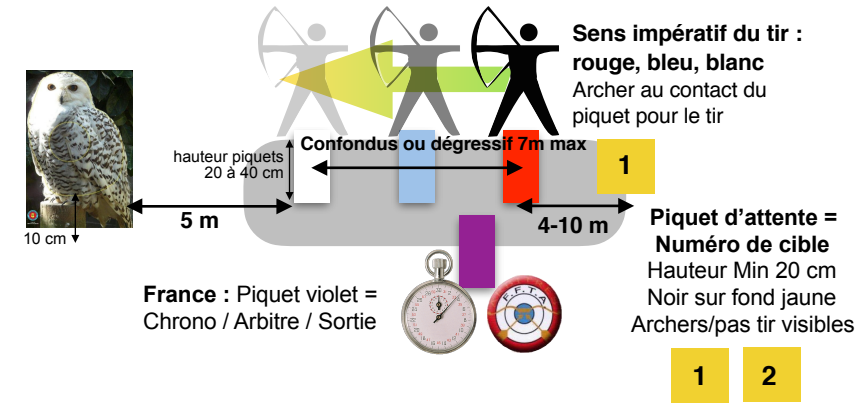 Sens impératif du tir :
rouge, bleu, blanc
Archer au contact du
piquet pour le tir
Confondus ou dégressif 7m max
hauteur piquets
20 à 40 cm
1
5 m
4-10 m
10 cm
Piquet d’attente =
Numéro de cible
Hauteur Min 20 cm
Noir sur fond jaune
Archers/pas tir visibles
France : Piquet violet =
Chrono / Arbitre / Sortie
F.F.T.A
1
2